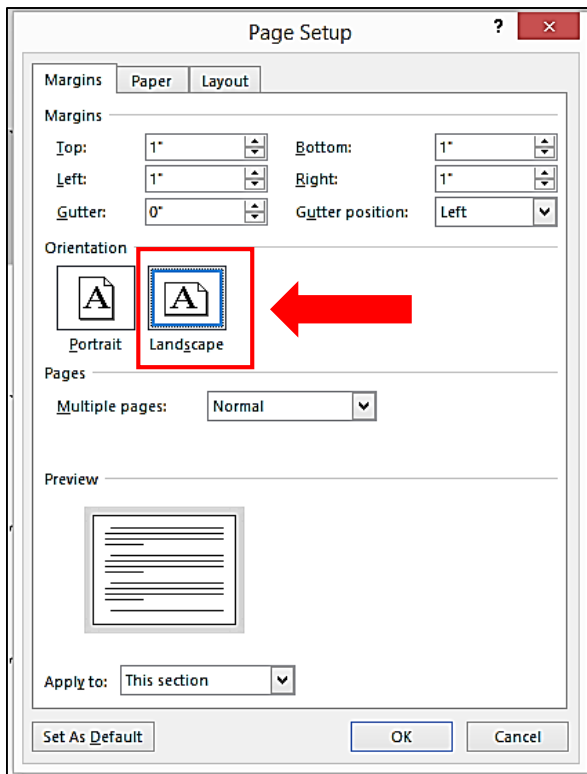 Page Setup ?
Margins Paper Layout
Margins
Top: 1" Bottom: 1"
Left: 1" Right: 1"
Gutter: 0" Gutter position: Left
Orientation
A A
Portrait Landscape
Pages
Multiple pages: Normal
Preview
Apply to: This section
Set As Default OK Cancel